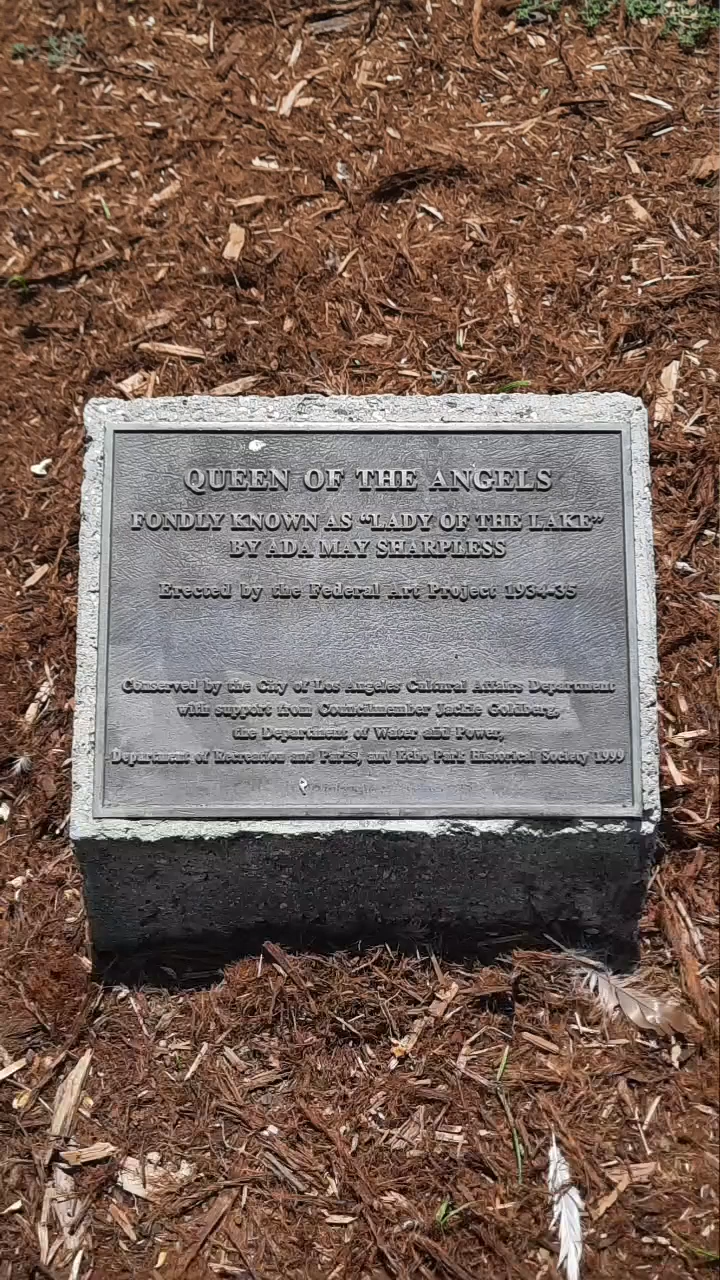 QUEEN OF THE ANGELS
FONDLY KNOWN AS “LADY OF THE LAKE”
BY ADA MAY SHARPLESS
Erected by the Federal Art Project 1934-35
Conserved by the City of Los Angeles Cultural Affairs Department
with support from Councilmember Jackie Goldberg,
the Department of Water and Power,
Department of Recreation and Parks, and Echo Park Historical Society 1999